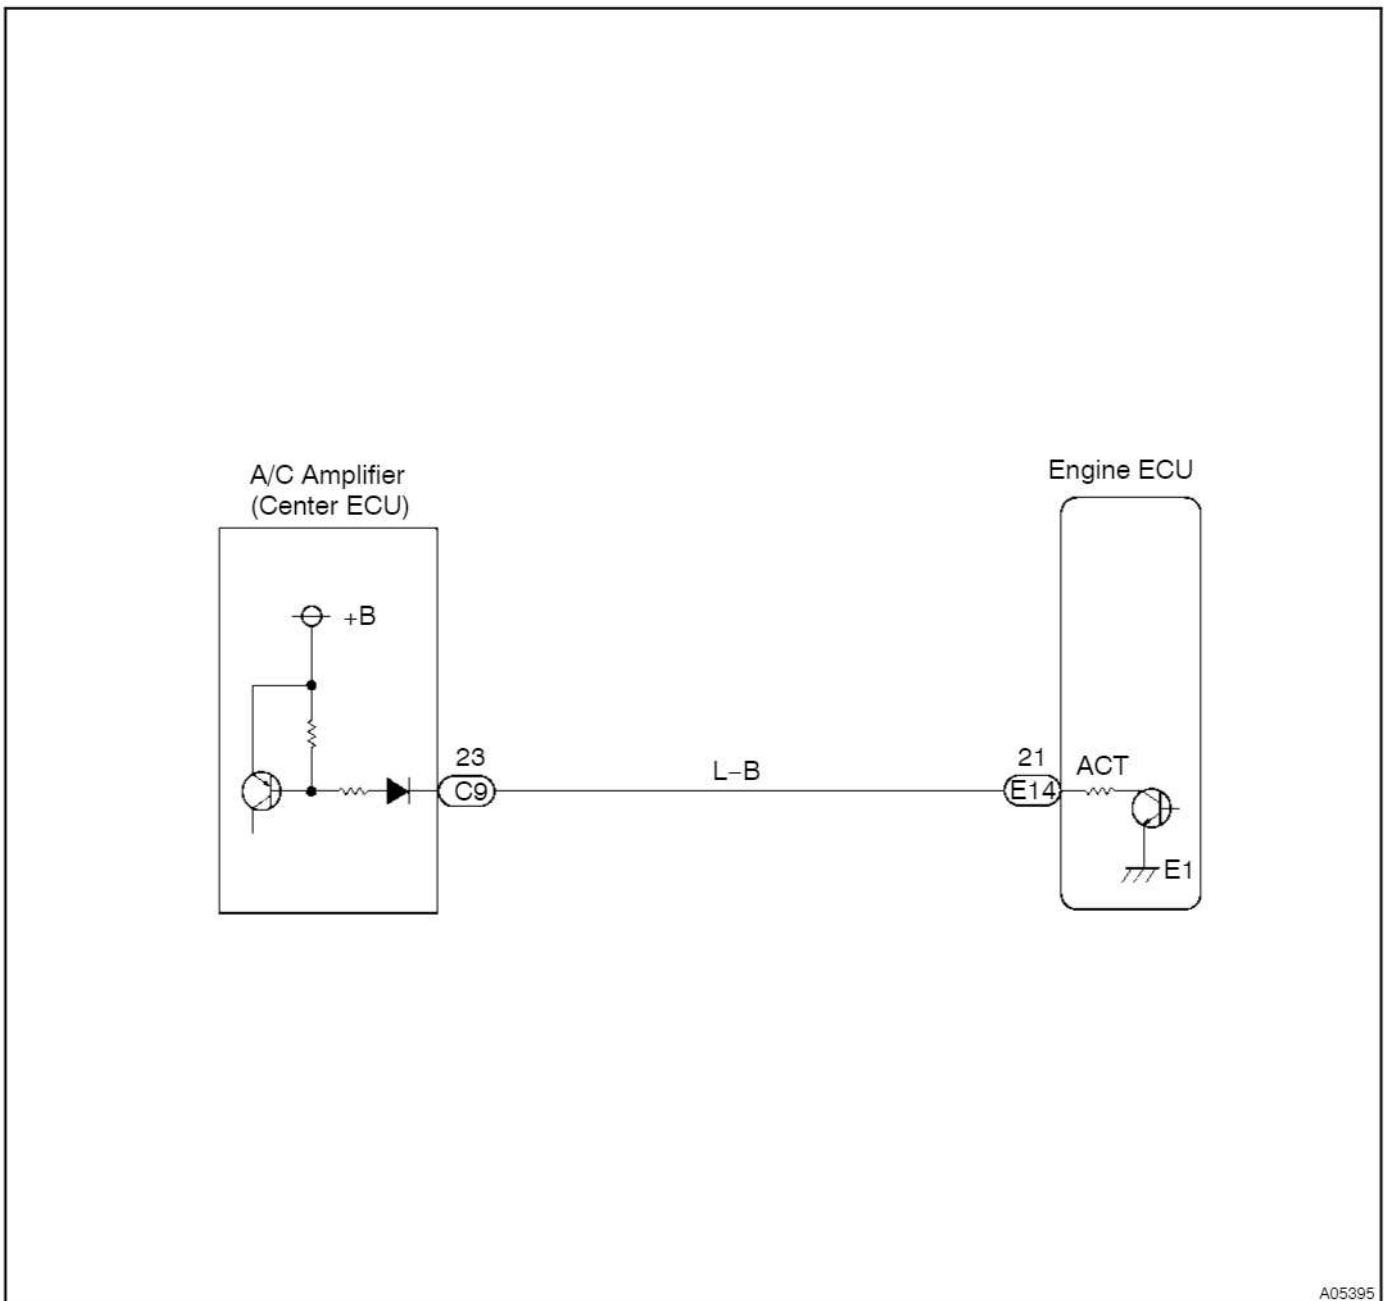 A/C Amplifier
(Center ECU)
Engine ECU
+B
23
C9
L–B
21
E14
ACT
E1
A05395